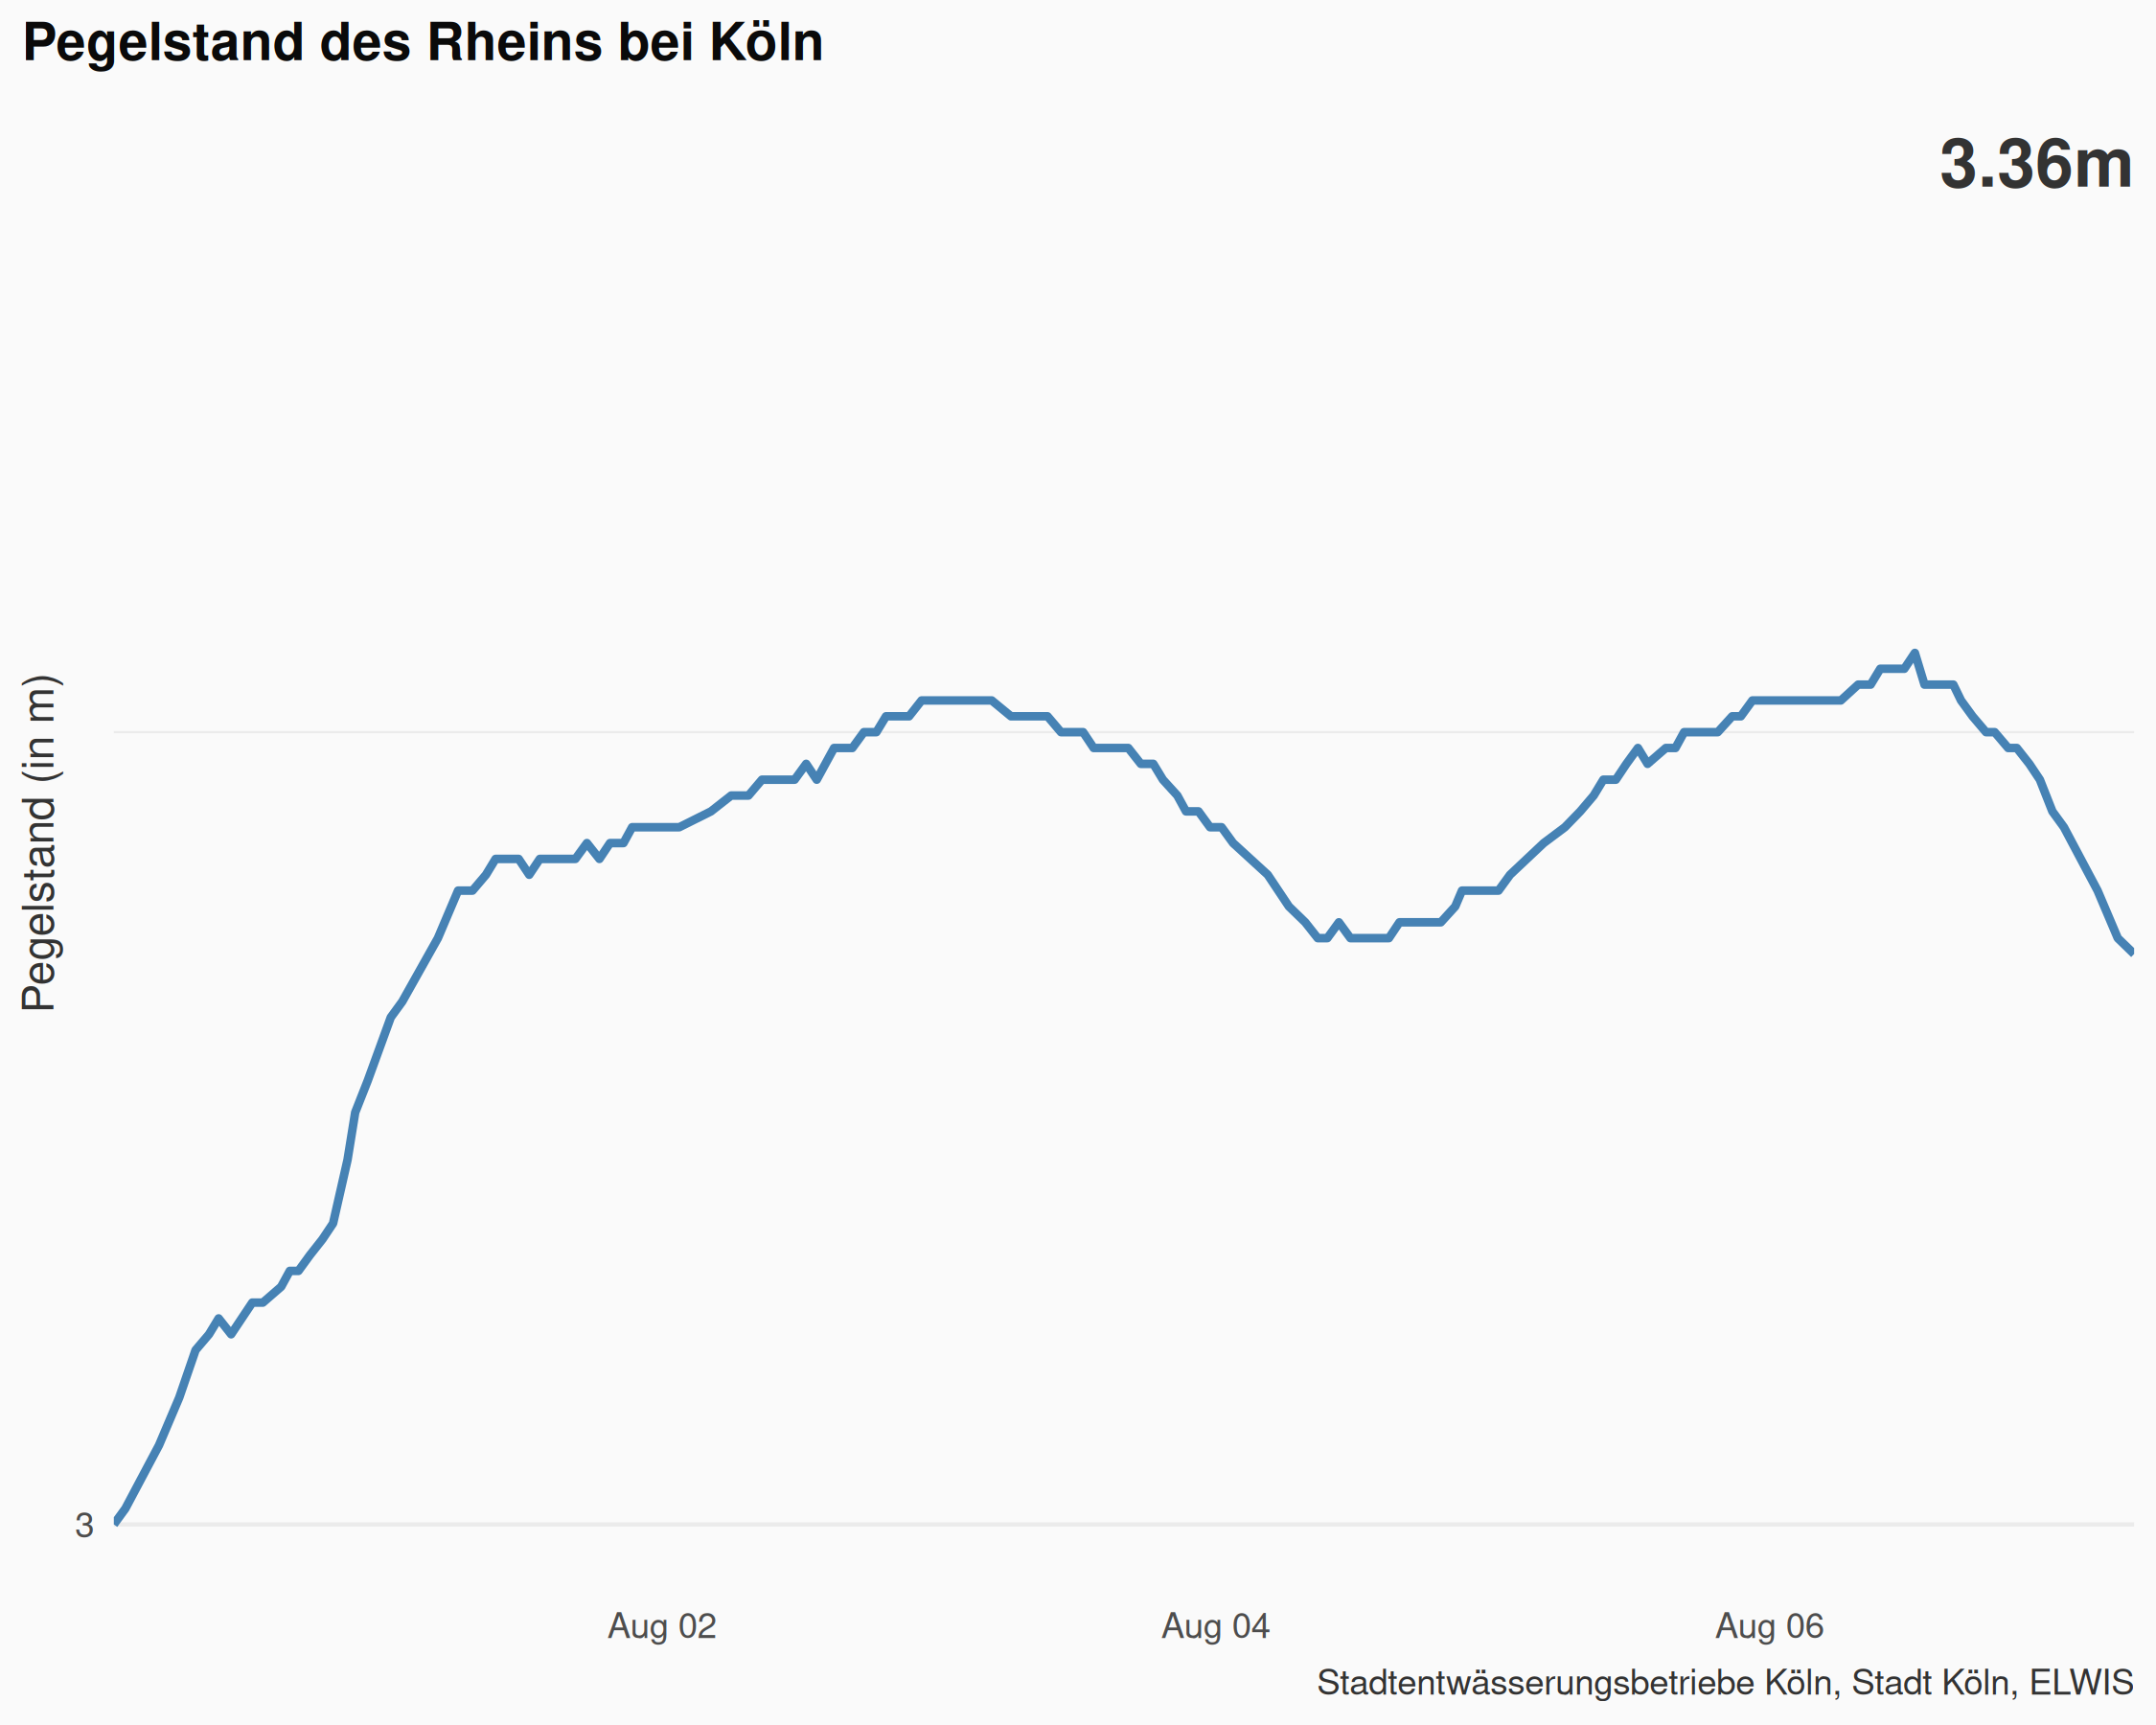 Pegelstand des Rheins bei Köln
3.36m
Pegelstand (in m)
3
Aug 02
Aug 04
Aug 06
Stadtentwässerungsbetriebe Köln, Stadt Köln, ELWIS